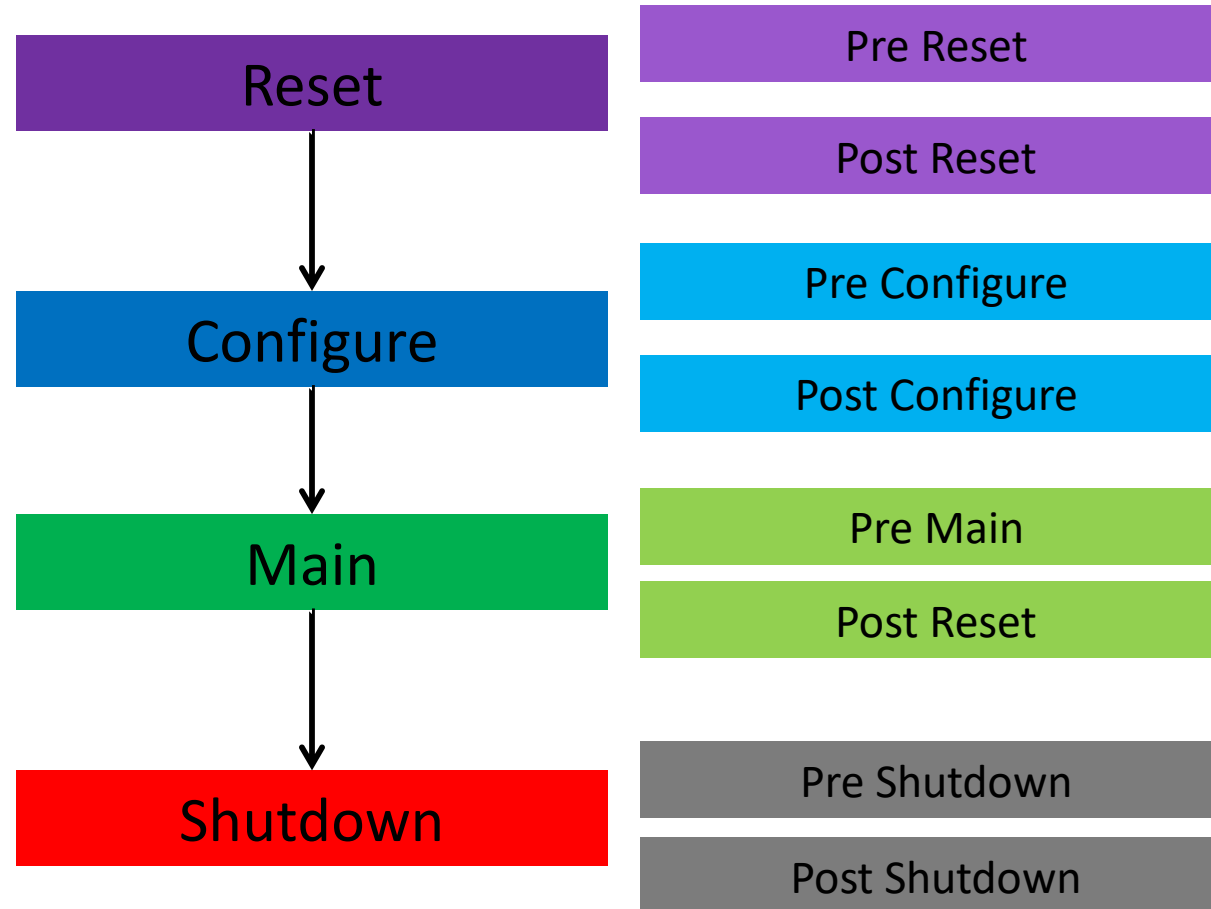 Reset
Configure
Main
Shutdown
Pre Reset
Post Reset
Pre Configure
Post Configure
Pre Main
Post Reset
Pre Shutdown
Post Shutdown